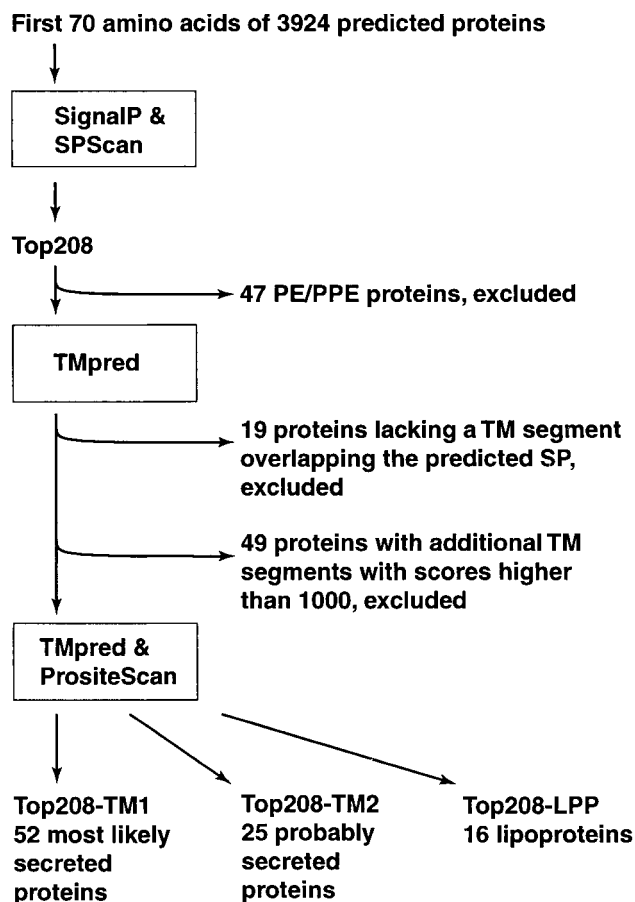 First 70 amino acids of 3924 predicted proteins
SignalP &
SPScan
Top208
47 PE/PPE proteins, excluded
TMpred
19 proteins lacking a TM segment
overlapping the predicted SP,
excluded
49 proteins with additional TM
segments with scores higher
than 1000, excluded
TMpred &
PrositeScan
Top208-TM1
52 most likely
secreted
proteins
Top208-TM2
25 probably
secreted
proteins
Top208-LPP
16 lipoproteins